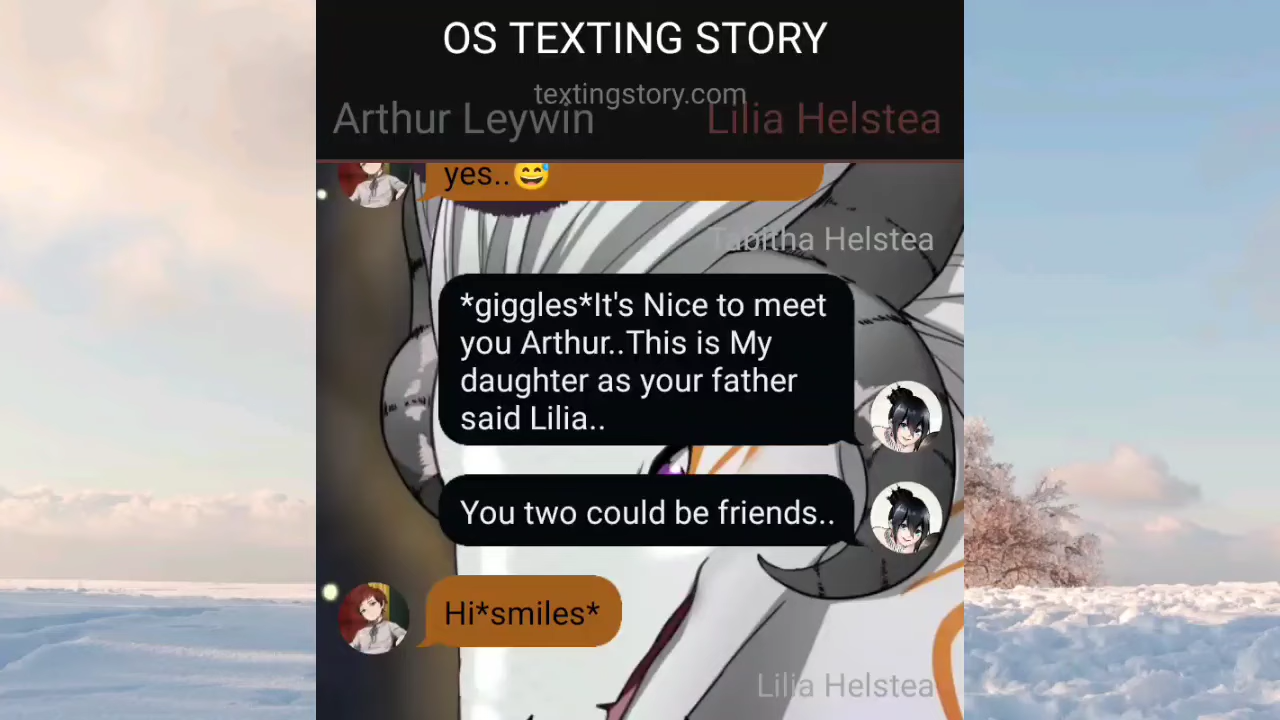 OS TEXTING STORY
textingstory.com
Arthur Leywin
Lilia Helstea
yes..😅
Tabitha Helstea
*giggles*It's Nice to meet
you Arthur..This is My
daughter as your father
said Lilia..
You two could be friends..
Hi*smiles*
Lilia Helstea